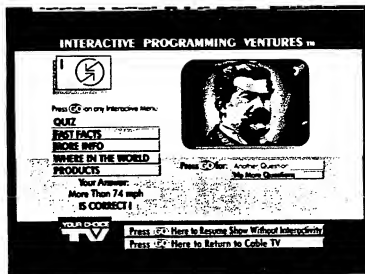 INTERACTIVE PROGRAMMING VENTURES TM
Press GO on any Interactive Menu
QUIZ
FAST FACTS
MORE INFO
WHERE IN THE WORLD
PRODUCTS
Your Answer:
More Than 74 mph
IS CORRECT!
Press GO for: Another Question
No More Questions
YOUR CHOICE
TV
Press GO Here to Resume Show Without Interactivity
Press GO Here to Return to Cable TV